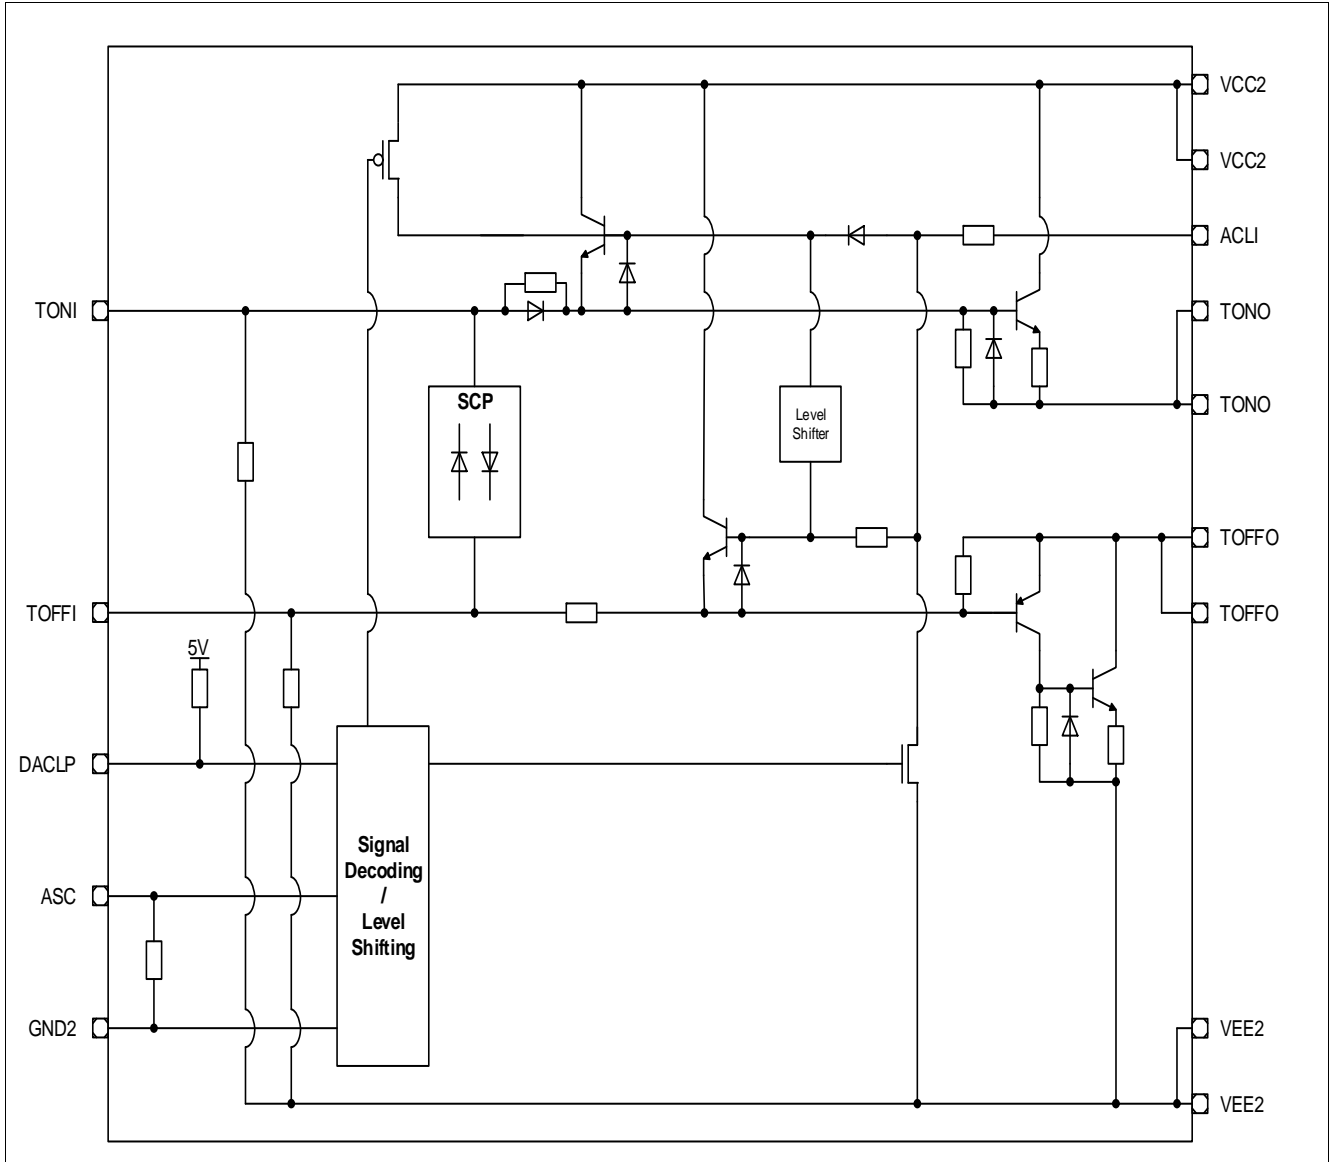 VCC2
VCC2
ACLI
TONI
TONO
SCP
TONO
Level
Shifter
TOFFO
TOFFI
TOFFO
5V
DACLP
Signal
Decoding
/
Level
Shifting
ASC
GND2
VEE2
VEE2